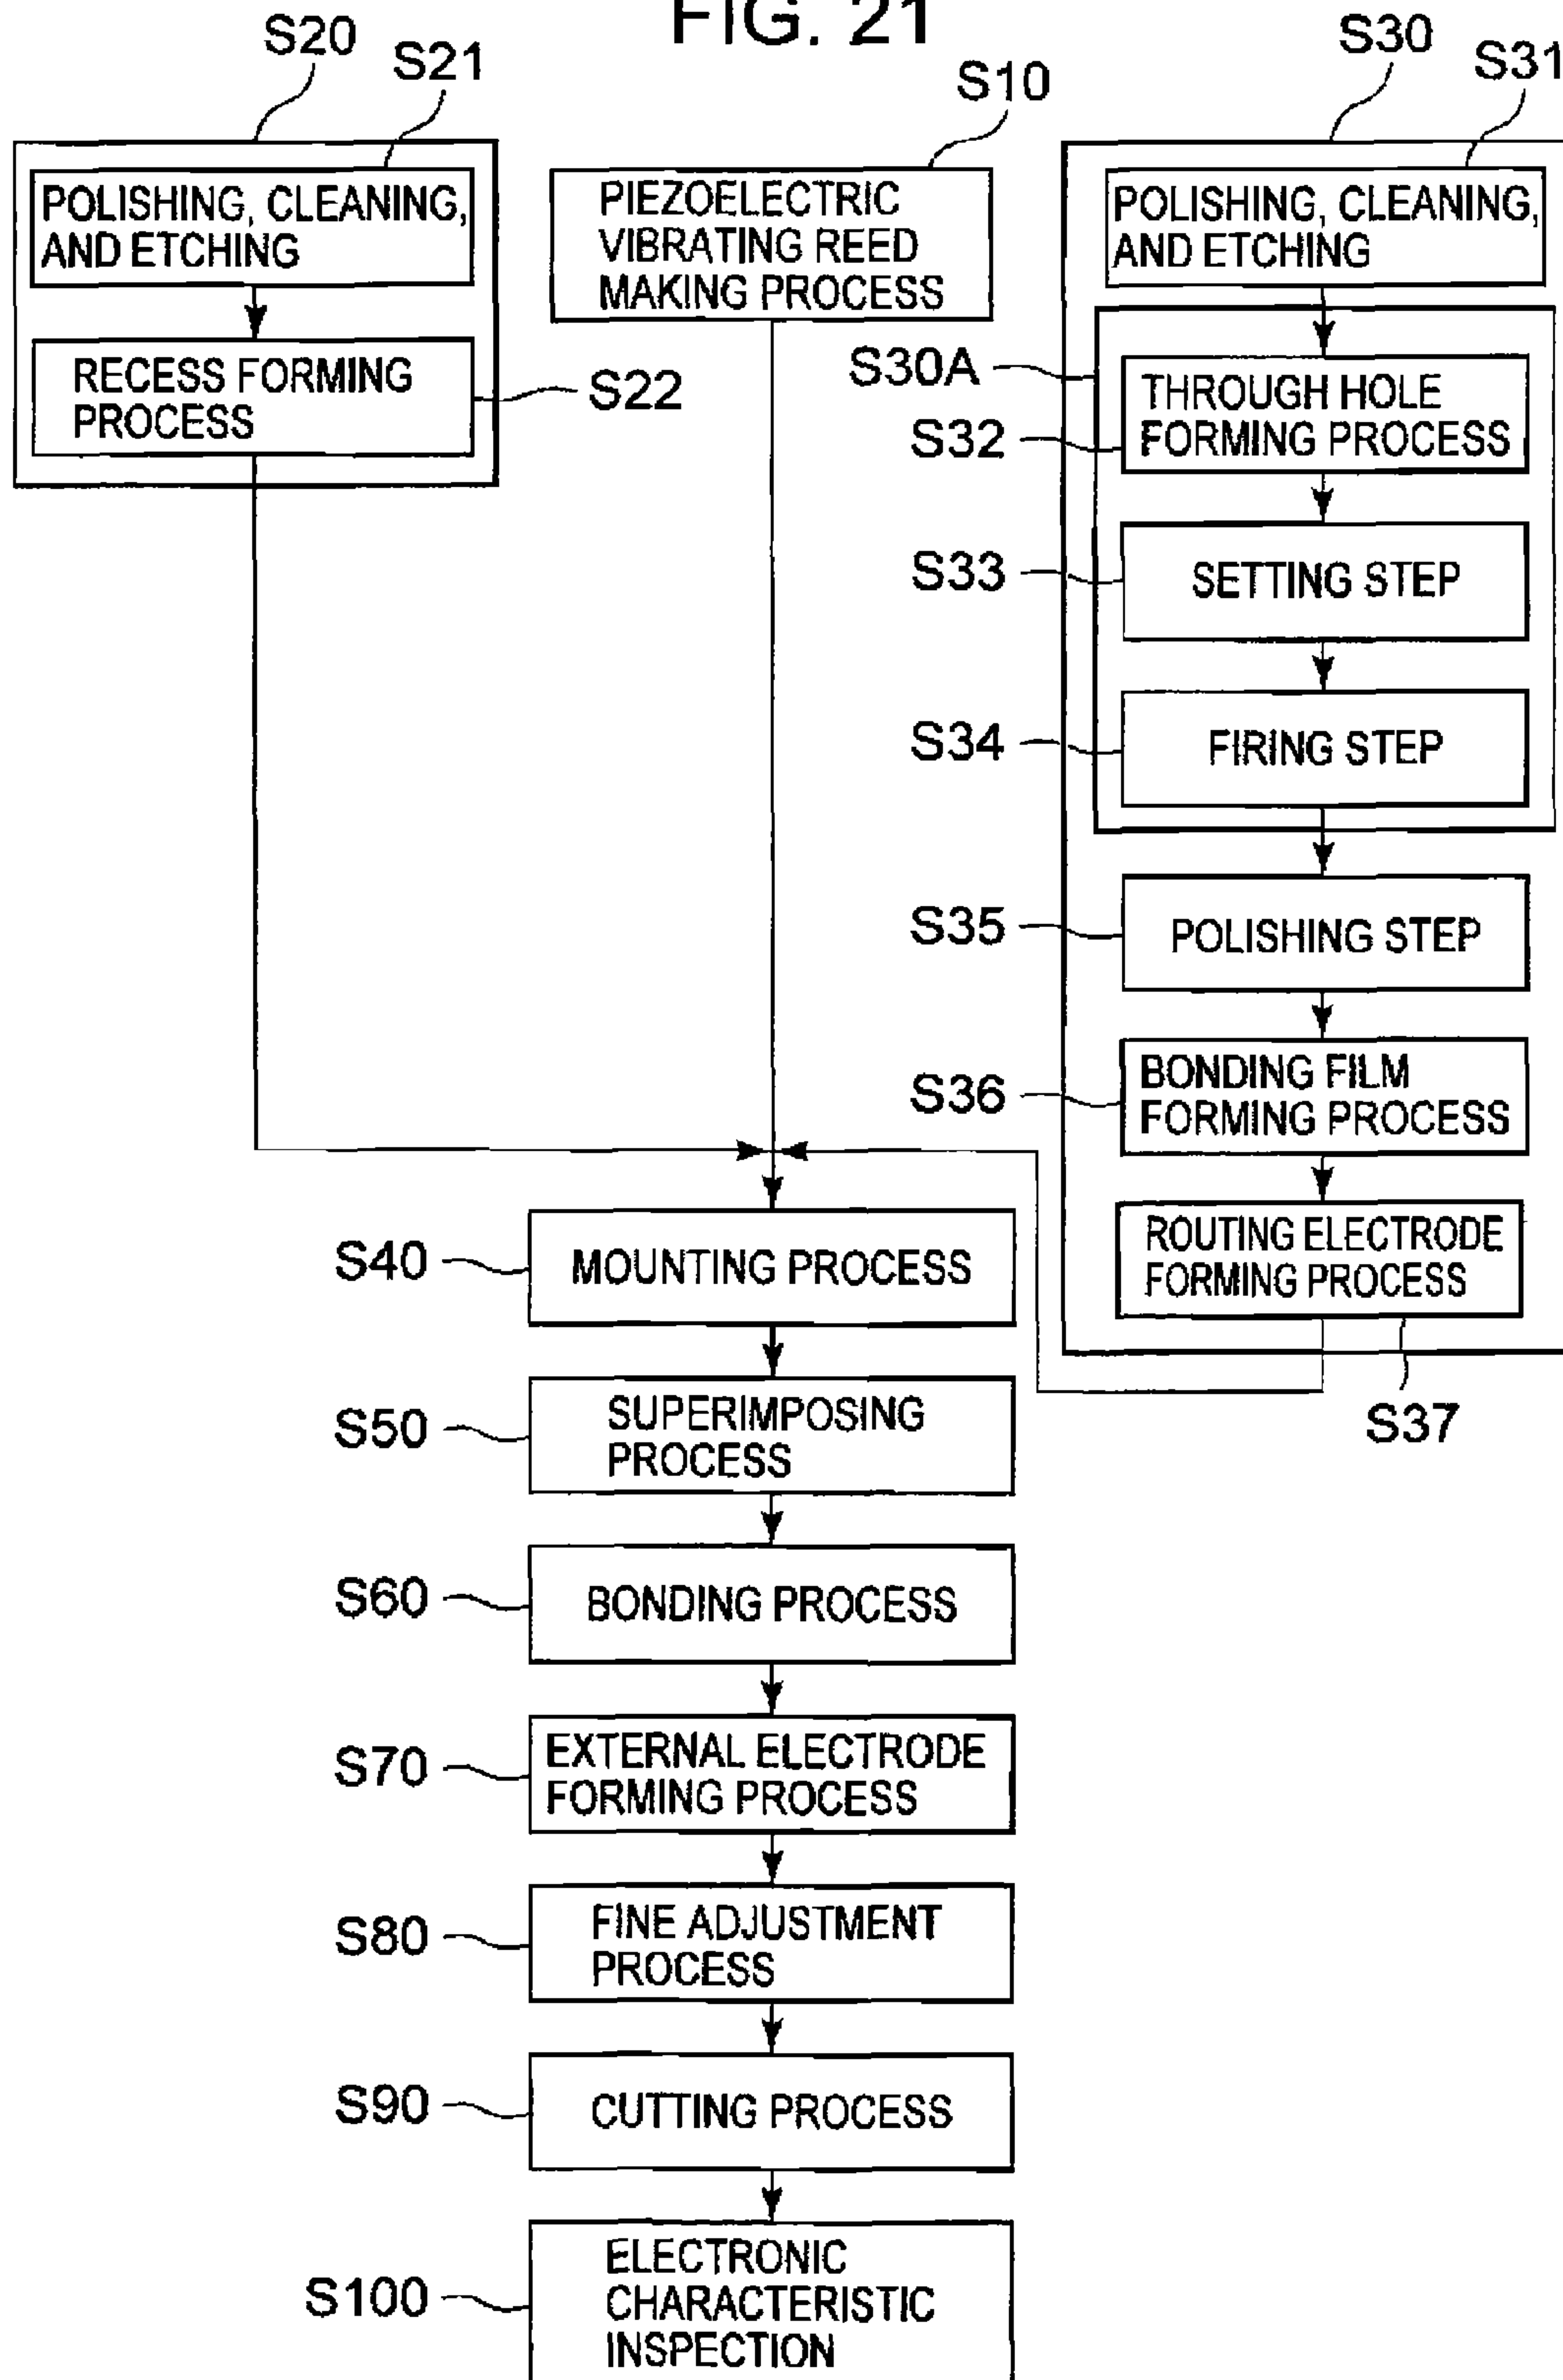 FIG. 21
S20
S21
POLISHING, CLEANING,
AND ETCHING
RECESS FORMING
PROCESS
S22
S10
PIEZOELECTRIC
VIBRATING REED
MAKING PROCESS
S30
S31
POLISHING, CLEANING,
AND ETCHING
S30A
S32
THROUGH HOLE
FORMING PROCESS
S33
SETTING STEP
S34
FIRING STEP
S35
POLISHING STEP
S36
BONDING FILM
FORMING PROCESS
ROUTING ELECTRODE
FORMING PROCESS
S37
S40
MOUNTING PROCESS
S50
SUPERIMPOSING
PROCESS
S60
BONDING PROCESS
S70
EXTERNAL ELECTRODE
FORMING PROCESS
S80
FINE ADJUSTMENT
PROCESS
S90
CUTTING PROCESS
S100
ELECTRONIC
CHARACTERISTIC
INSPECTION